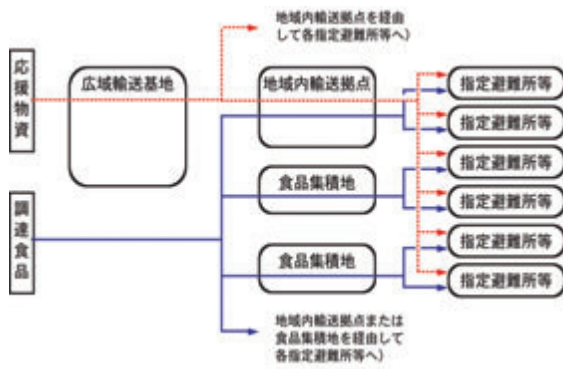 地域内輸送拠点を経由
して各指定避難所等へ)
応援物資
広域輸送基地
地域内輸送拠点
指定避難所等
指定避難所等
指定避難所等
食品集積地
指定避難所等
調達食品
指定避難所等
食品集積地
指定避難所等
地域内輸送拠点または
食品集積地を経由して
各指定避難所等へ)